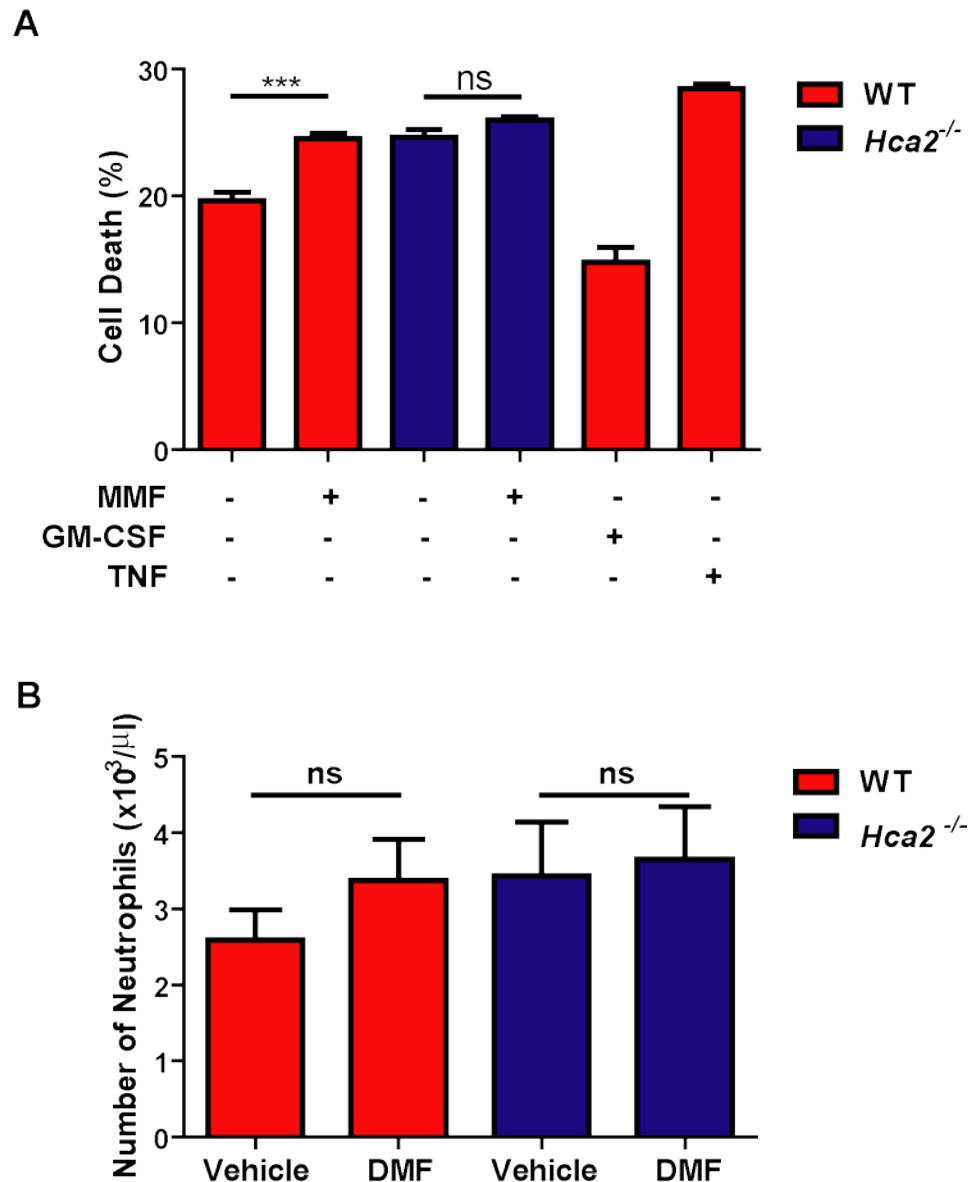 A
30
20
10
0
Cell Death (%)
***
ns
WT
Hca2-/-
MMF - + - + - -
GM-CSF - - - - + -
TNF - - - - - +
B
5
4
3
2
1
0
Number of Neutrophils (x10³/µl)
ns
ns
WT
Hca2 -/-
Vehicle DMF Vehicle DMF